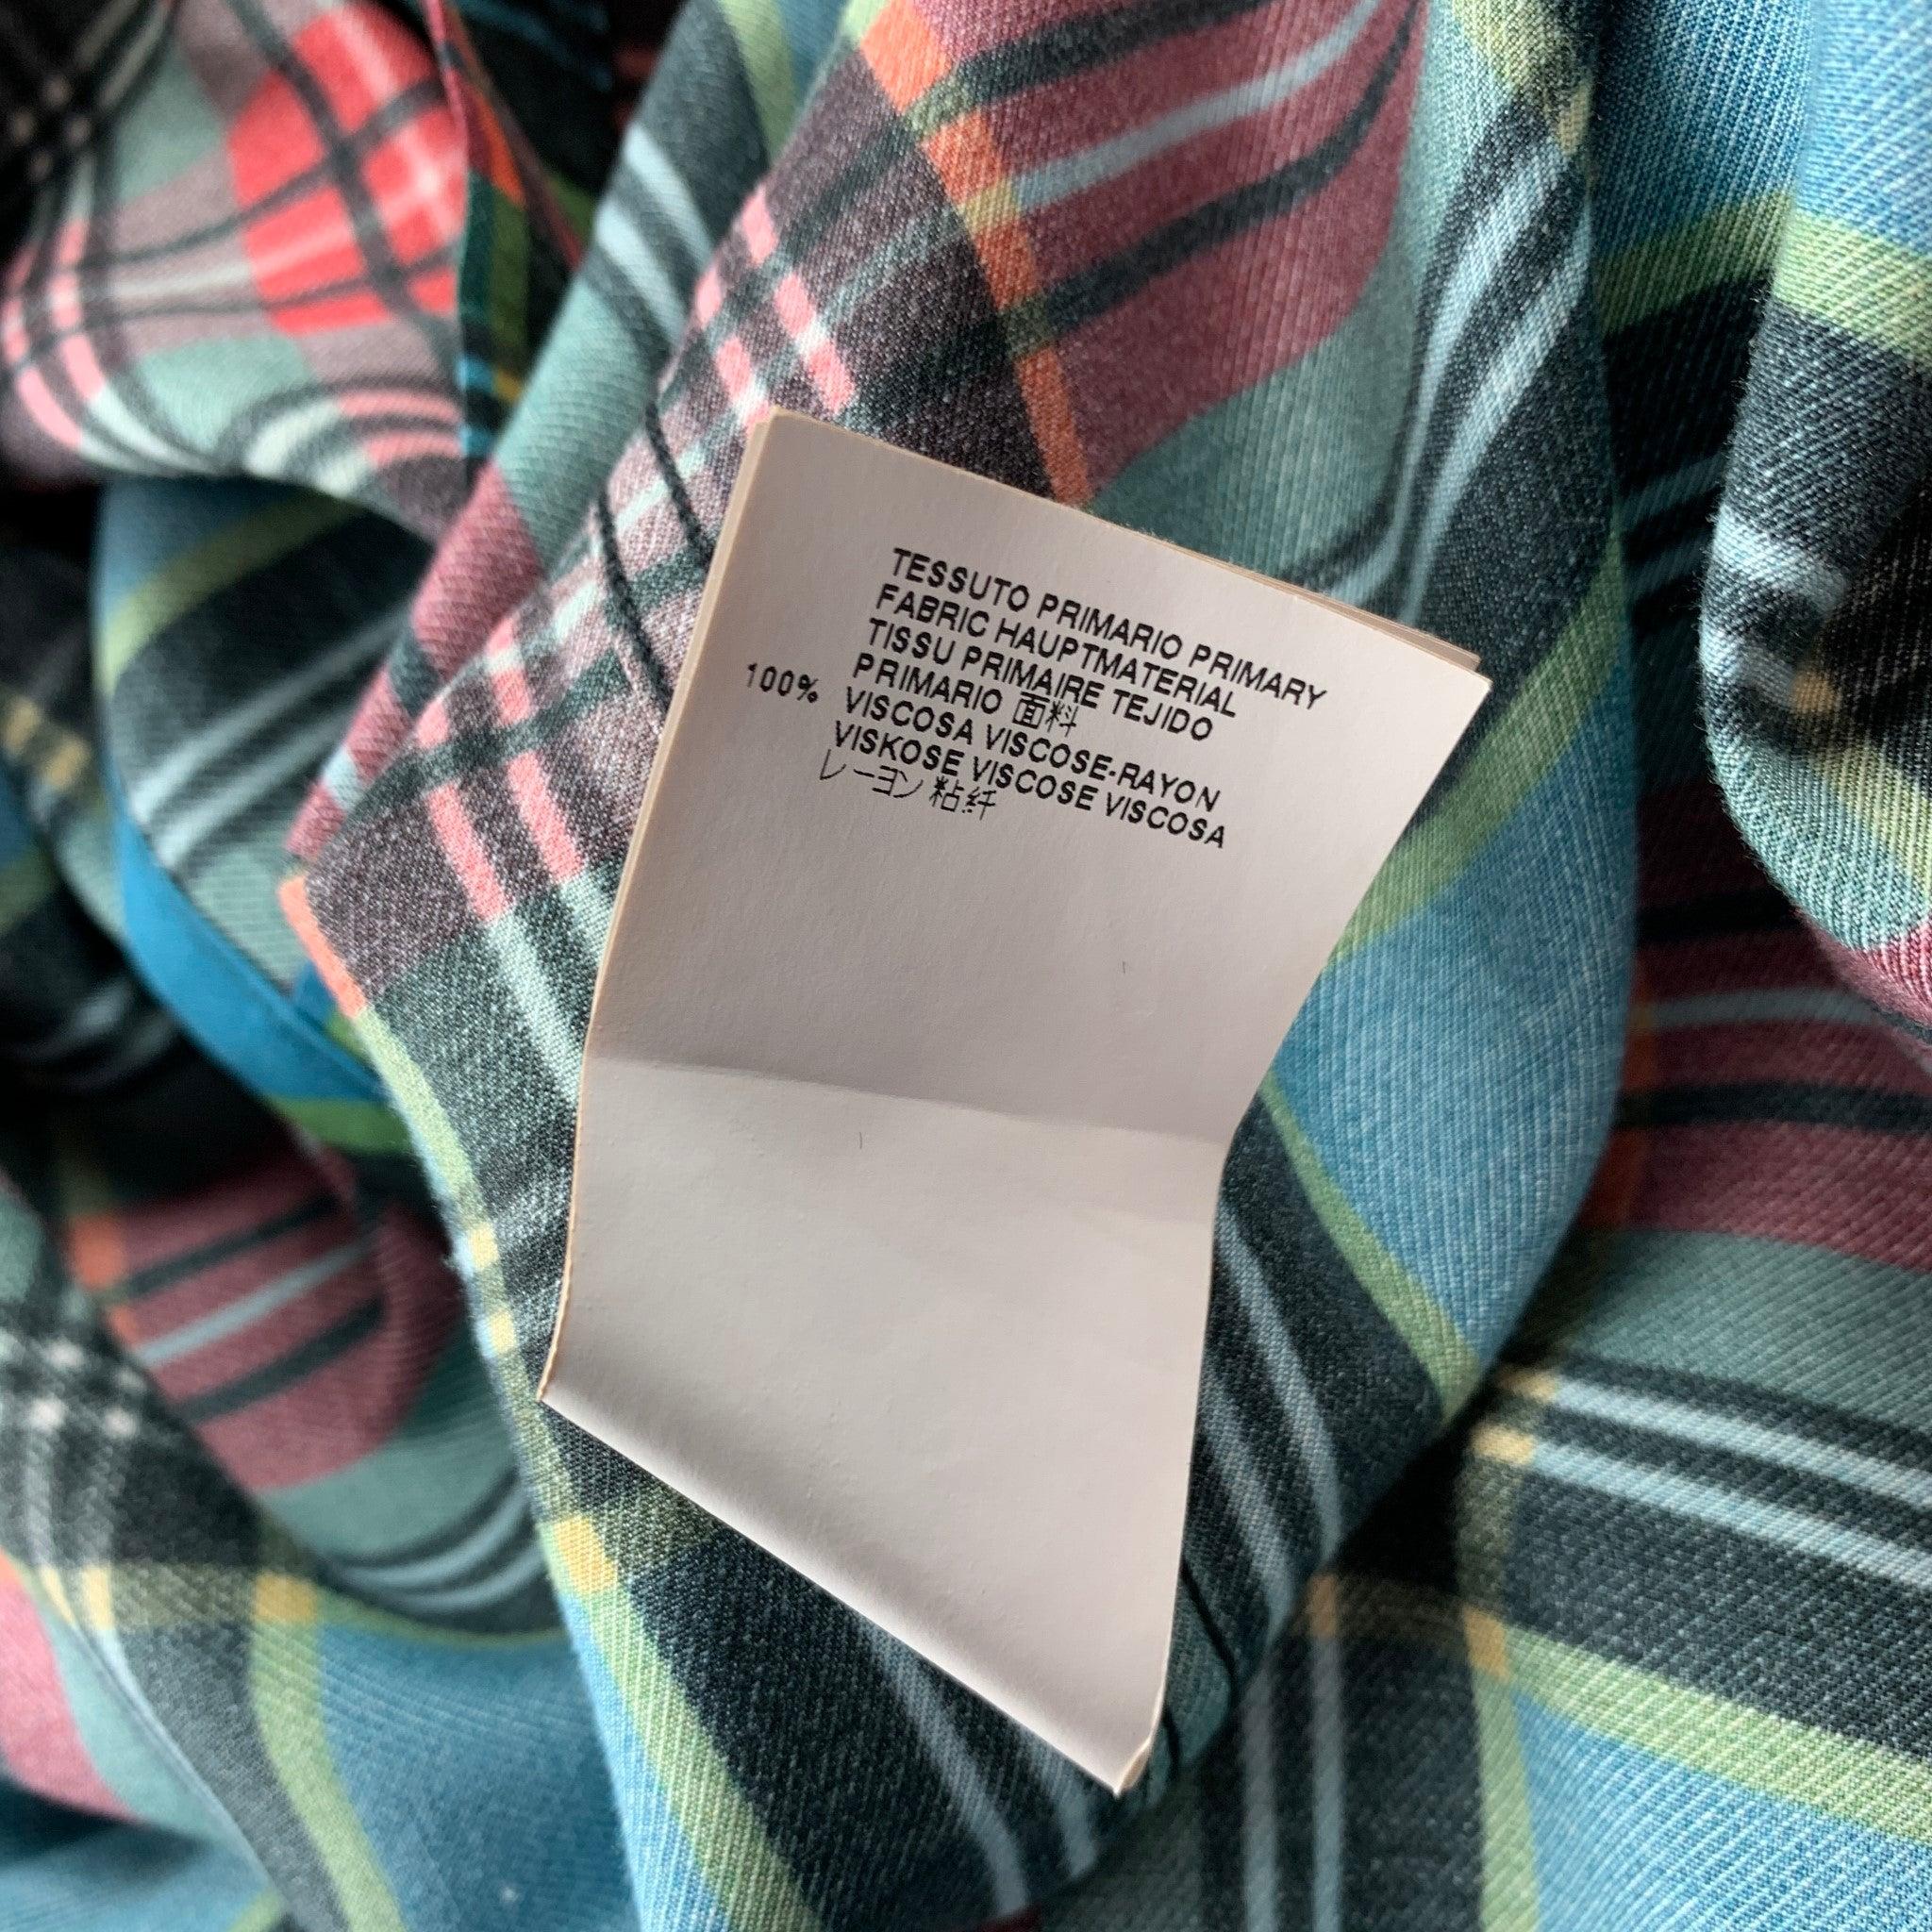 TESSUTO PRIMARIO PRIMARY
FABRIC HAUPTMATERIAL
TISSU PRIMAIRE TEJIDO
PRIMARIO 面料
100% VISCOSA VISCOSE-RAYON
VISKOSE VISCOSE VISCOSA
レーヨン 粘纤